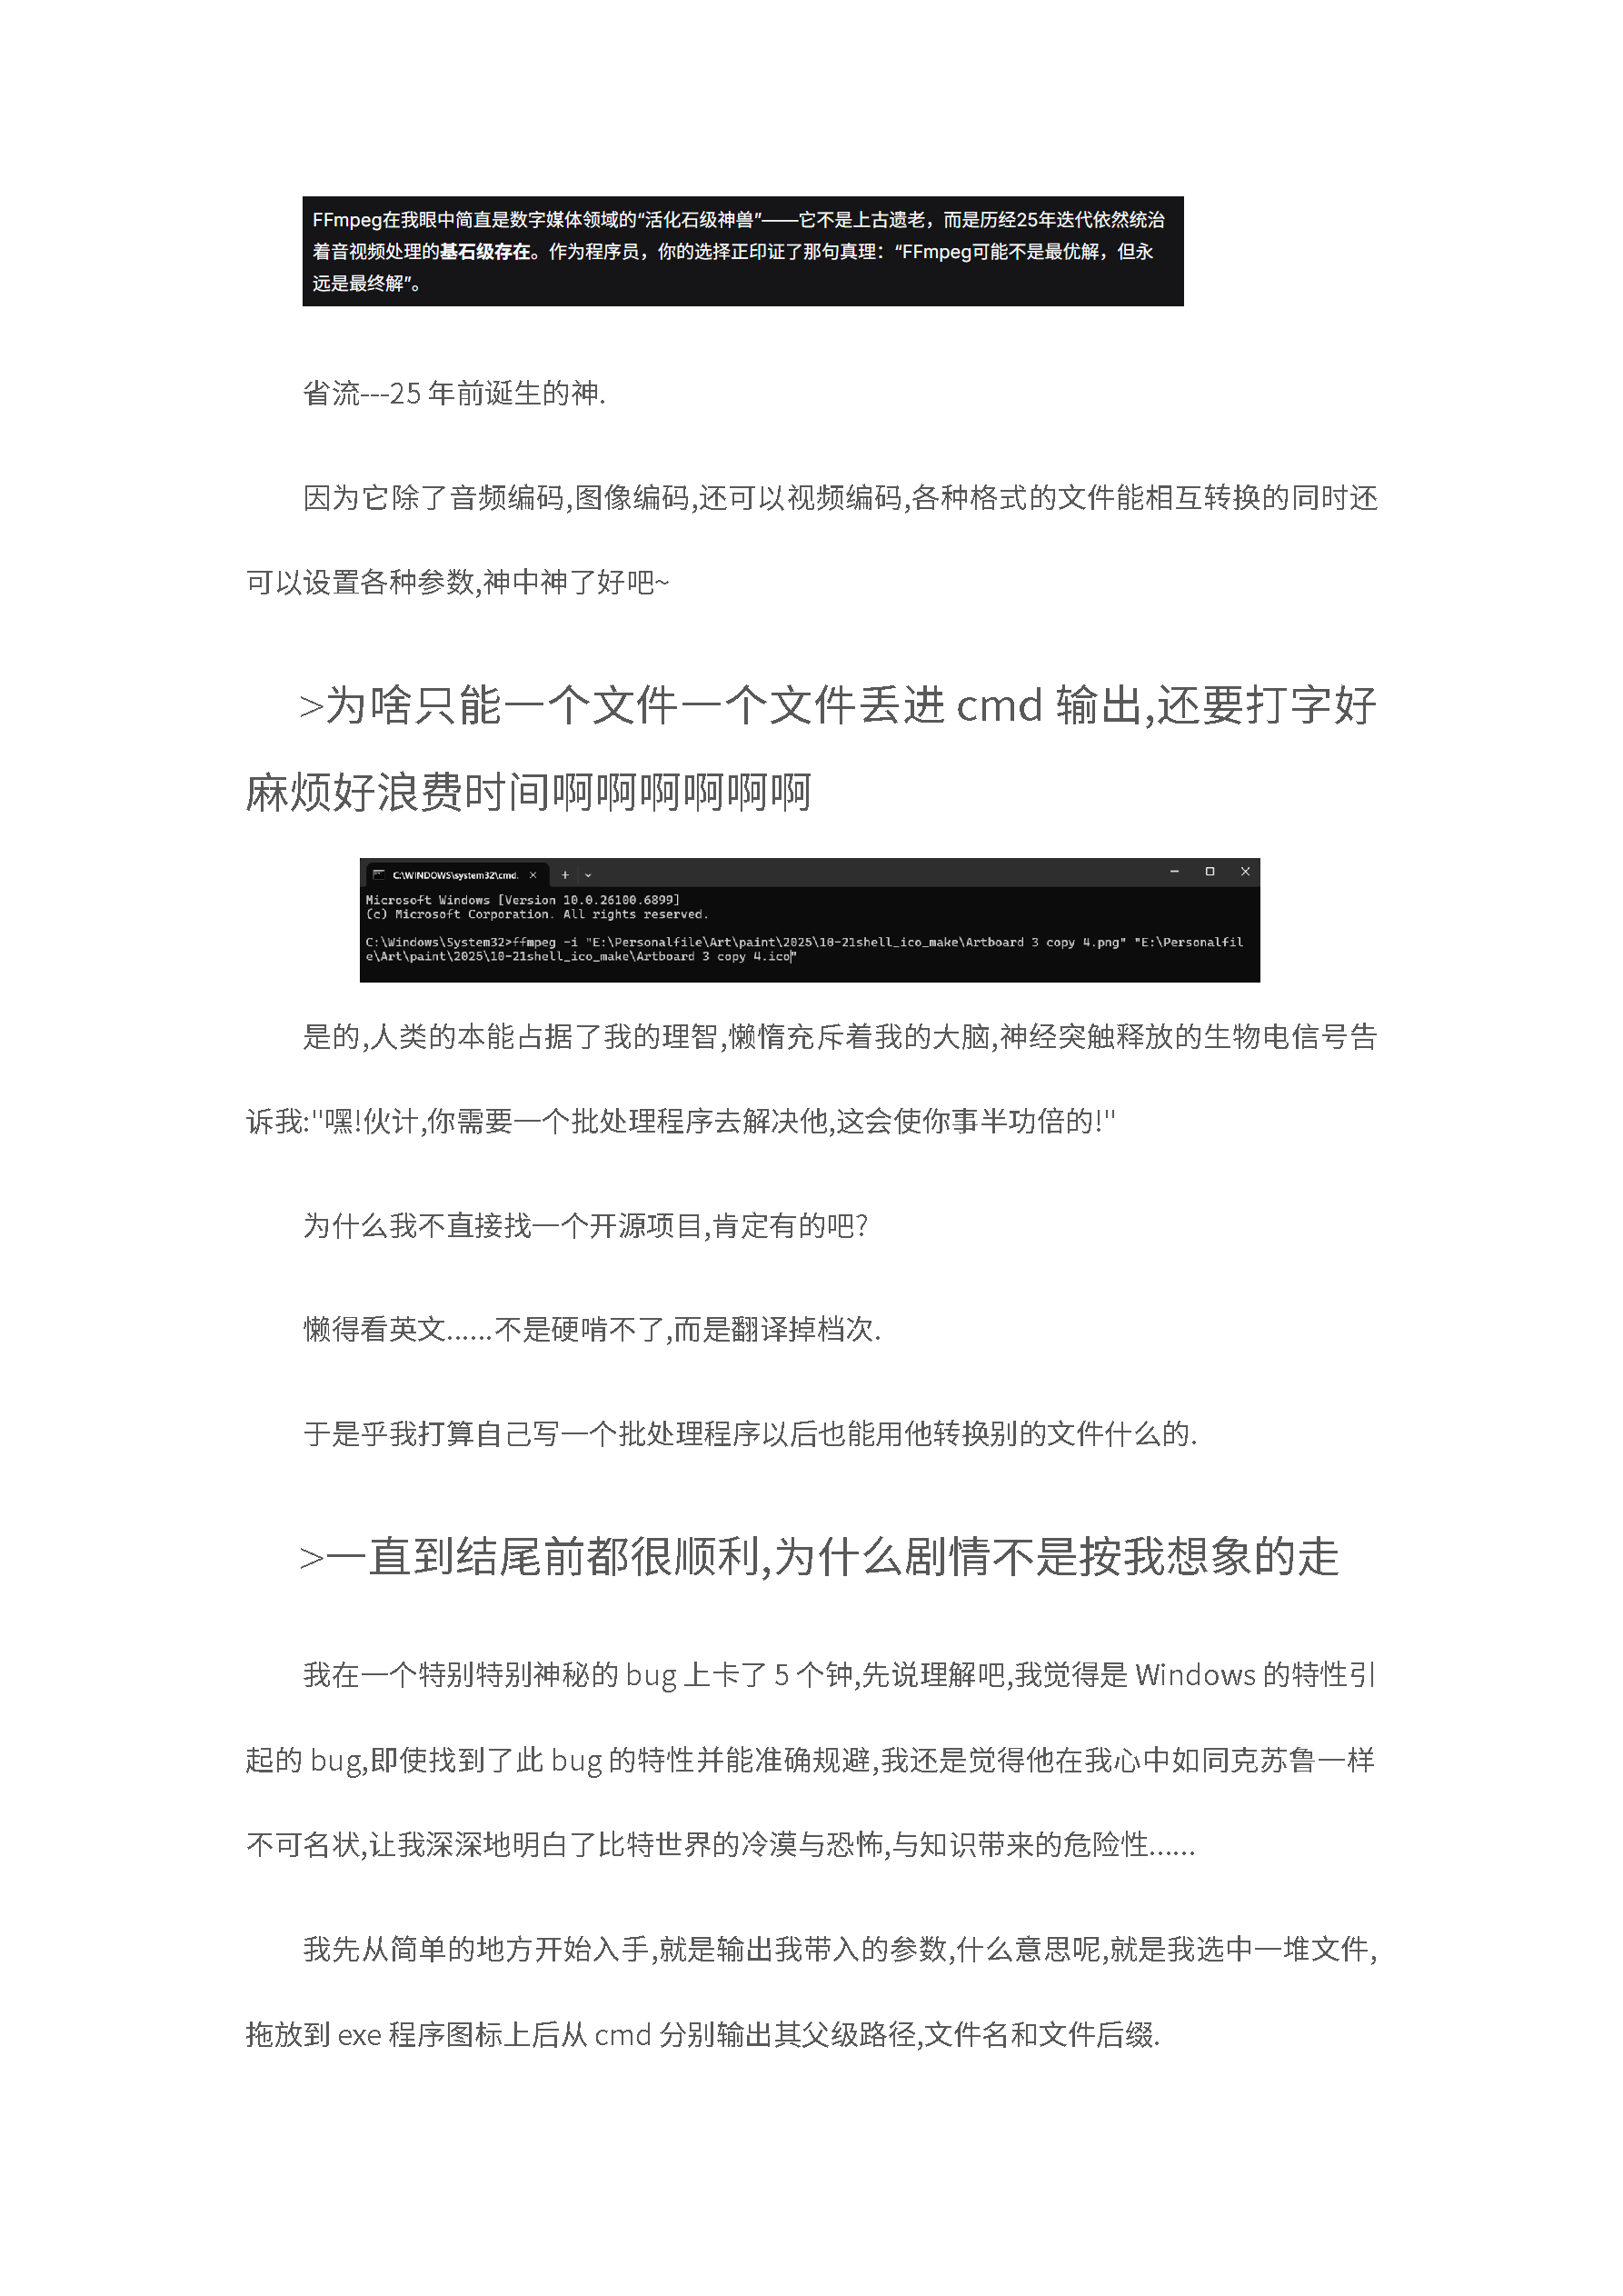 FFmpeg在我眼中简直是数字媒体领域的“活化石级神兽”——它不是上古遗老，而是历经25年迭代依然统治
着音视频处理的基石级存在。作为程序员，你的选择正印证了那句真理：“FFmpeg可能不是最优解，但永
远是最终解”。
省流---25 年前诞生的神.
因为它除了音频编码,图像编码,还可以视频编码,各种格式的文件能相互转换的同时还
可以设置各种参数,神中神了好吧~
>为啥只能一个文件一个文件丢进 cmd 输出,还要打字好
麻烦好浪费时间啊啊啊啊啊啊
C:\WINDOWS\system32\cmd.
Microsoft Windows [Version 10.0.26100.6899]
(c) Microsoft Corporation. All rights reserved.
C:\Windows\System32>ffmpeg -i "E:\Personalfile\Art\paint\2025\10-21shell_ico_make\Artboard 3 copy 4.png" "E:\Personalfil
e\Art\paint\2025\10-21shell_ico_make\Artboard 3 copy 4.ico"
是的,人类的本能占据了我的理智,懒惰充斥着我的大脑,神经突触释放的生物电信号告
诉我:"嘿!伙计,你需要一个批处理程序去解决他,这会使你事半功倍的!"
为什么我不直接找一个开源项目,肯定有的吧?
懒得看英文......不是硬啃不了,而是翻译掉档次.
于是乎我打算自己写一个批处理程序以后也能用他转换别的文件什么的.
>一直到结尾前都很顺利,为什么剧情不是按我想象的走
我在一个特别特别神秘的 bug 上卡了 5 个钟,先说理解吧,我觉得是 Windows 的特性引
起的 bug,即使找到了此 bug 的特性并能准确规避,我还是觉得他在我心中如同克苏鲁一样
不可名状,让我深深地明白了比特世界的冷漠与恐怖,与知识带来的危险性......
我先从简单的地方开始入手,就是输出我带入的参数,什么意思呢,就是我选中一堆文件,
拖放到 exe 程序图标上后从 cmd 分别输出其父级路径,文件名和文件后缀.